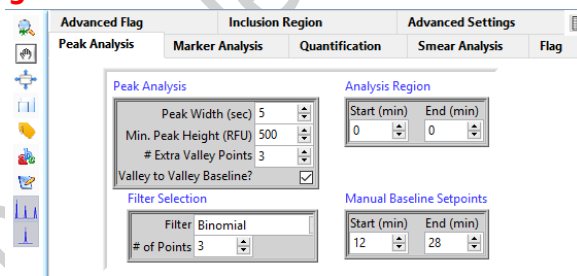 Advanced Flag Inclusion Region Advanced Settings
Peak Analysis Marker Analysis Quantification Smear Analysis Flag
Peak Analysis Analysis Region
Peak Width (sec) 5 Start (min) End (min)
Min. Peak Height (RFU) 500 0 0
# Extra Valley Points 3
Valley to Valley Baseline?
Filter Selection Manual Baseline Setpoints
Filter Binomial Start (min) End (min)
# of Points 3 12 28